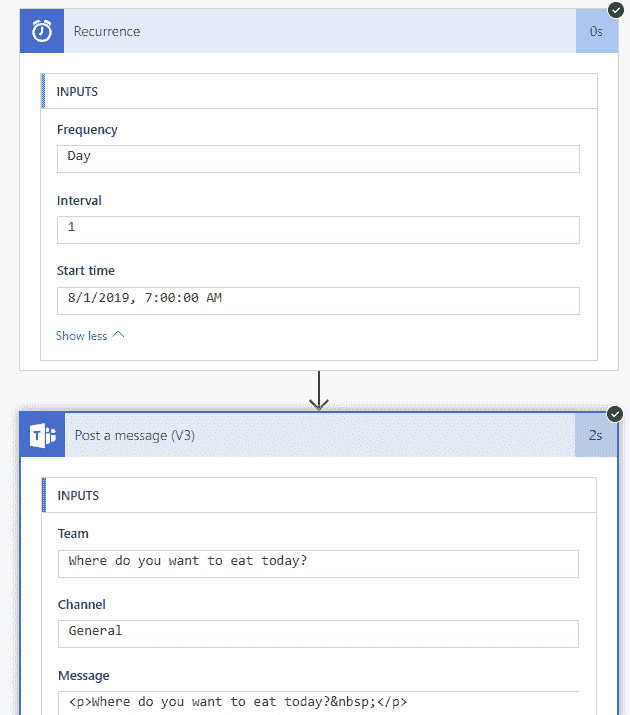 Recurrence
0s
INPUTS
Frequency
Day
Interval
1
Start time
8/1/2019, 7:00:00 AM
Show less
T
Post a message (V3)
2s
INPUTS
Team
Where do you want to eat today?
Channel
General
Message
<p>Where do you want to eat today?&nbsp;</p>